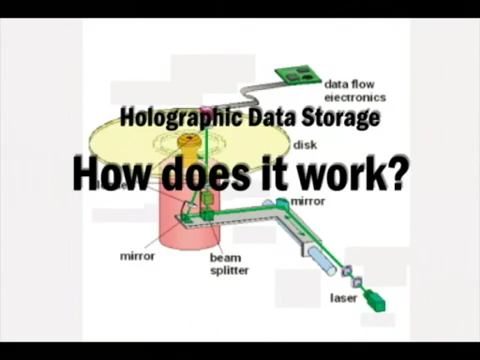 data flow
electronics
Holographic Data Storage
disk
How does it work?
mirror
mirror
beam
splitter
laser